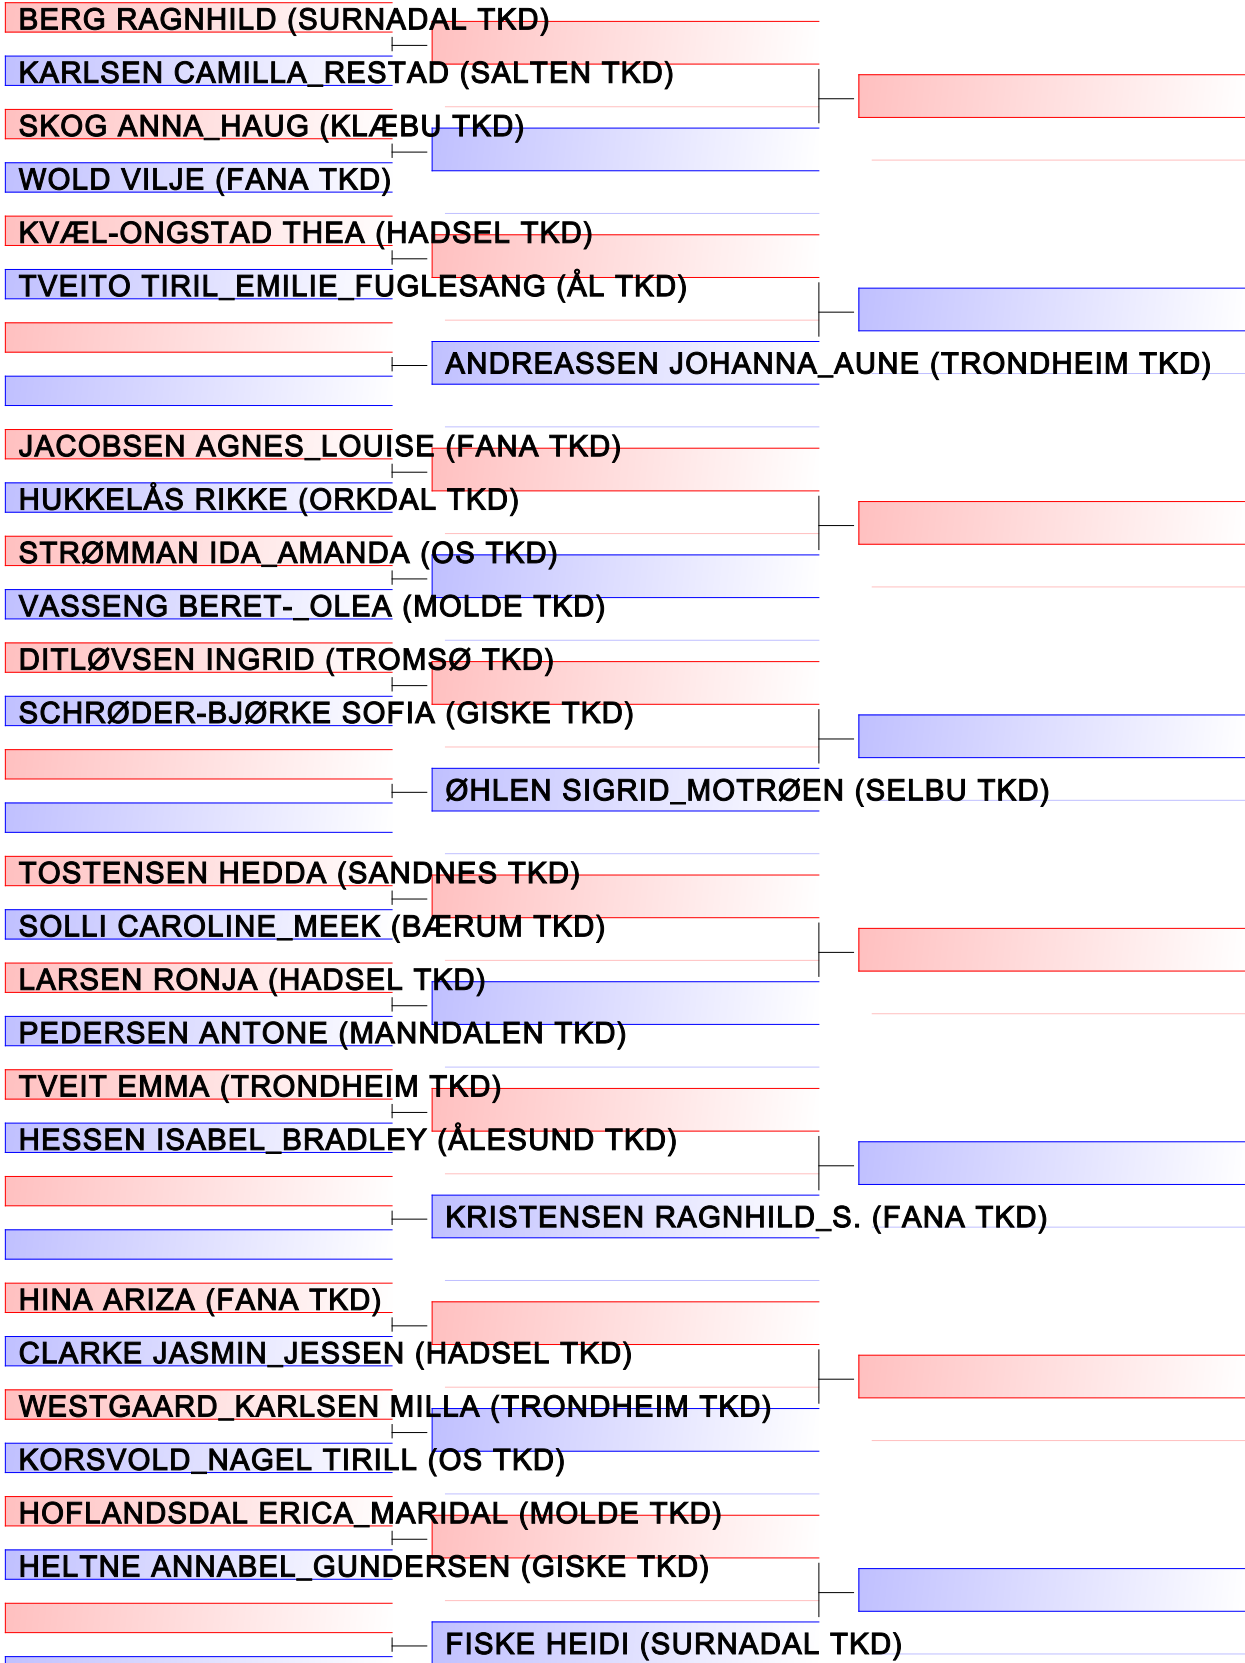 BERG RAGNHILD (SURNADAL TKD)
KARLSEN CAMILLA_RESTAD (SALTEN TKD)
SKOG ANNA_HAUG (KLÆBU TKD)
WOLD VILJE (FANA TKD)
KVÆL-ONGSTAD THEA (HADSEL TKD)
TVEITO TIRIL_EMILIE_FUGLESANG (ÅL TKD)
ANDREASSEN JOHANNA_AUNE (TRONDHEIM TKD)
JACOBSEN AGNES_LOUISE (FANA TKD)
HUKKELÅS RIKKE (ORKDAL TKD)
STRØMMAN IDA_AMANDA (OS TKD)
VASSENG BERET-_OLEA (MOLDE TKD)
DITLØVSEN INGRID (TROMSØ TKD)
SCHRØDER-BJØRKE SOFIA (GISKE TKD)
ØHLEN SIGRID_MOTRØEN (SELBU TKD)
TOSTENSEN HEDDA (SANDNES TKD)
SOLLI CAROLINE_MEEK (BÆRUM TKD)
LARSEN RONJA (HADSEL TKD)
PEDERSEN ANTONE (MANNDALEN TKD)
TVEIT EMMA (TRONDHEIM TKD)
HESSEN ISABEL_BRADLEY (ÅLESUND TKD)
KRISTENSEN RAGNHILD_S. (FANA TKD)
HINA ARIZA (FANA TKD)
CLARKE JASMIN_JESSEN (HADSEL TKD)
WESTGAARD_KARLSEN MILLA (TRONDHEIM TKD)
KORSVOLD_NAGEL TIRILL (OS TKD)
HOFLANDSDAL ERICA_MARIDAL (MOLDE TKD)
HELTNE ANNABEL_GUNDERSEN (GISKE TKD)
FISKE HEIDI (SURNADAL TKD)